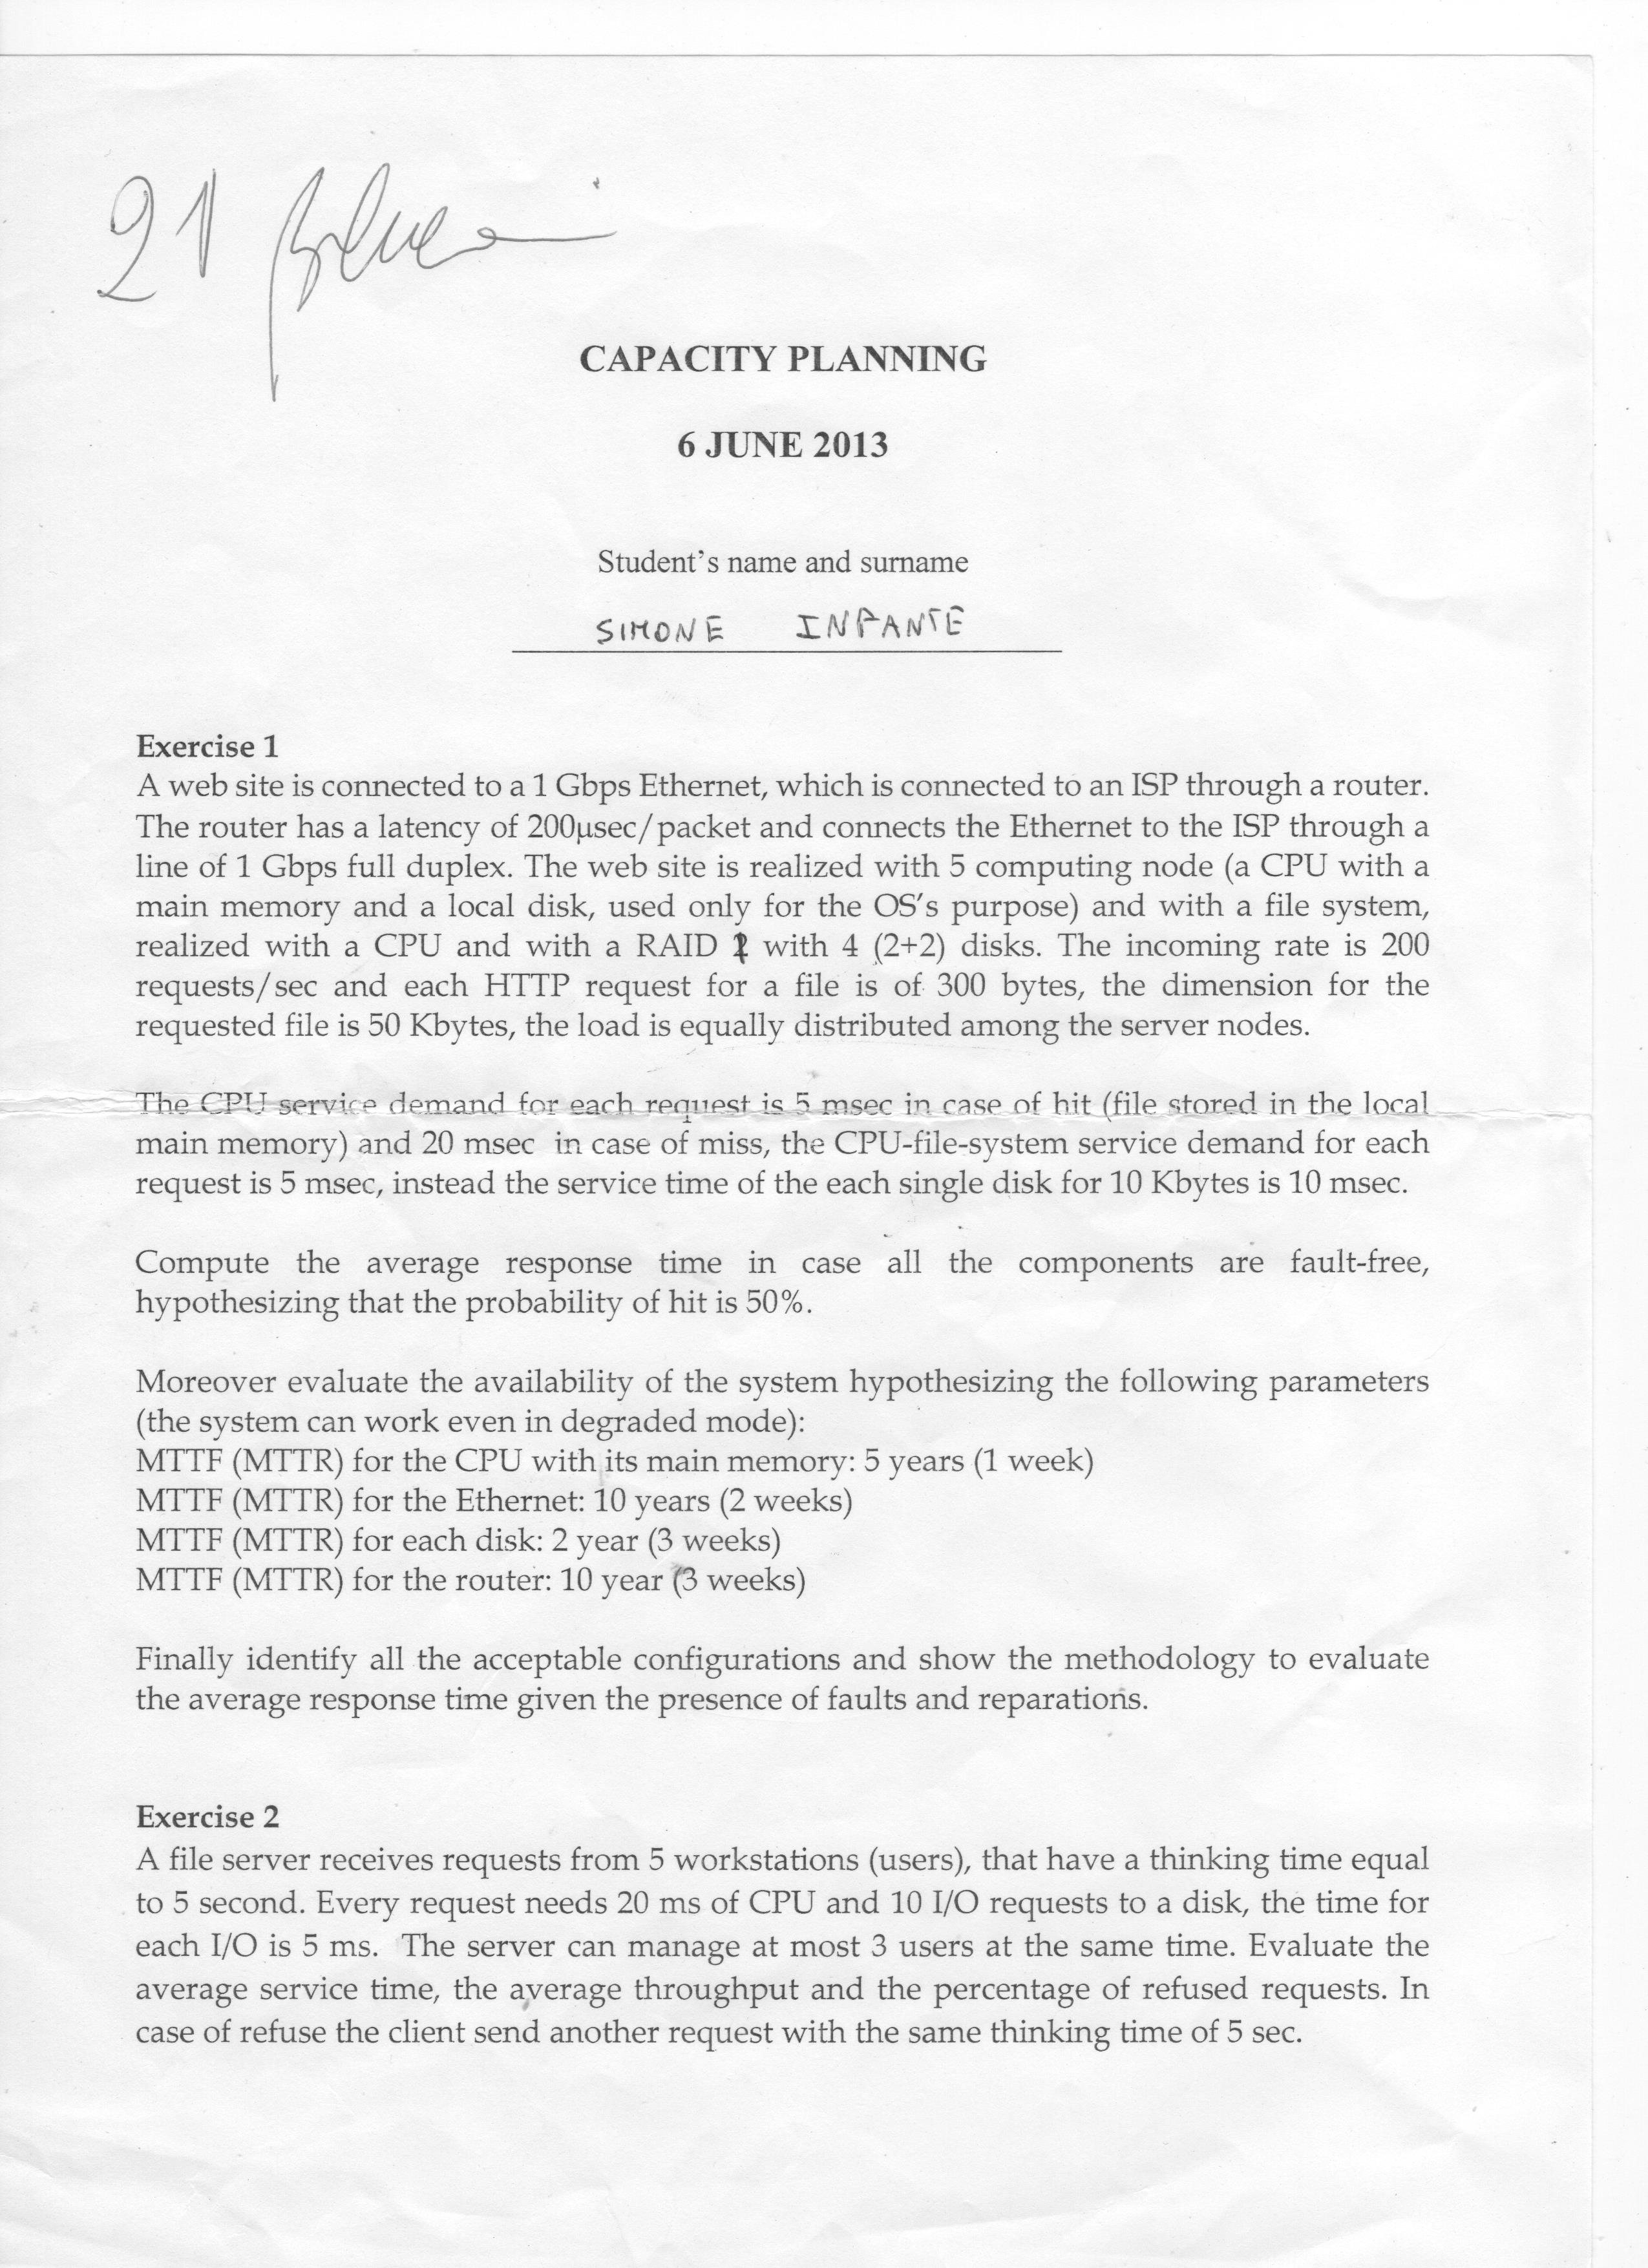 21
CAPACITY PLANNING
6 JUNE 2013
Student's name and surname
SIMONE INFANTE
Exercise 1
A web site is connected to a 1 Gbps Ethernet, which is connected to an ISP through a router.
The router has a latency of 200μsec/packet and connects the Ethernet to the ISP through a
line of 1 Gbps full duplex. The web site is realized with 5 computing node (a CPU with a
main memory and a local disk, used only for the OS's purpose) and with a file system,
realized with a CPU and with a RAID 1 with 4 (2+2) disks. The incoming rate is 200
requests/sec and each HTTP request for a file is of 300 bytes, the dimension for the
requested file is 50 Kbytes, the load is equally distributed among the server nodes.
The CPU service demand for each request is 5 msec in case of hit (file stored in the local
main memory) and 20 msec in case of miss, the CPU-file-system service demand for each
request is 5 msec, instead the service time of the each single disk for 10 Kbytes is 10 msec.
Compute the average response time in case all the components are fault-free,
hypothesizing that the probability of hit is 50%.
Moreover evaluate the availability of the system hypothesizing the following parameters
(the system can work even in degraded mode):
MTTF (MTTR) for the CPU with its main memory: 5 years (1 week)
MTTF (MTTR) for the Ethernet: 10 years (2 weeks)
MTTF (MTTR) for each disk: 2 year (3 weeks)
MTTF (MTTR) for the router: 10 year (3 weeks)
Finally identify all the acceptable configurations and show the methodology to evaluate
the average response time given the presence of faults and reparations.
Exercise 2
A file server receives requests from 5 workstations (users), that have a thinking time equal
to 5 second. Every request needs 20 ms of CPU and 10 I/O requests to a disk, the time for
each I/O is 5 ms. The server can manage at most 3 users at the same time. Evaluate the
average service time, the average throughput and the percentage of refused requests. In
case of refuse the client send another request with the same thinking time of 5 sec.